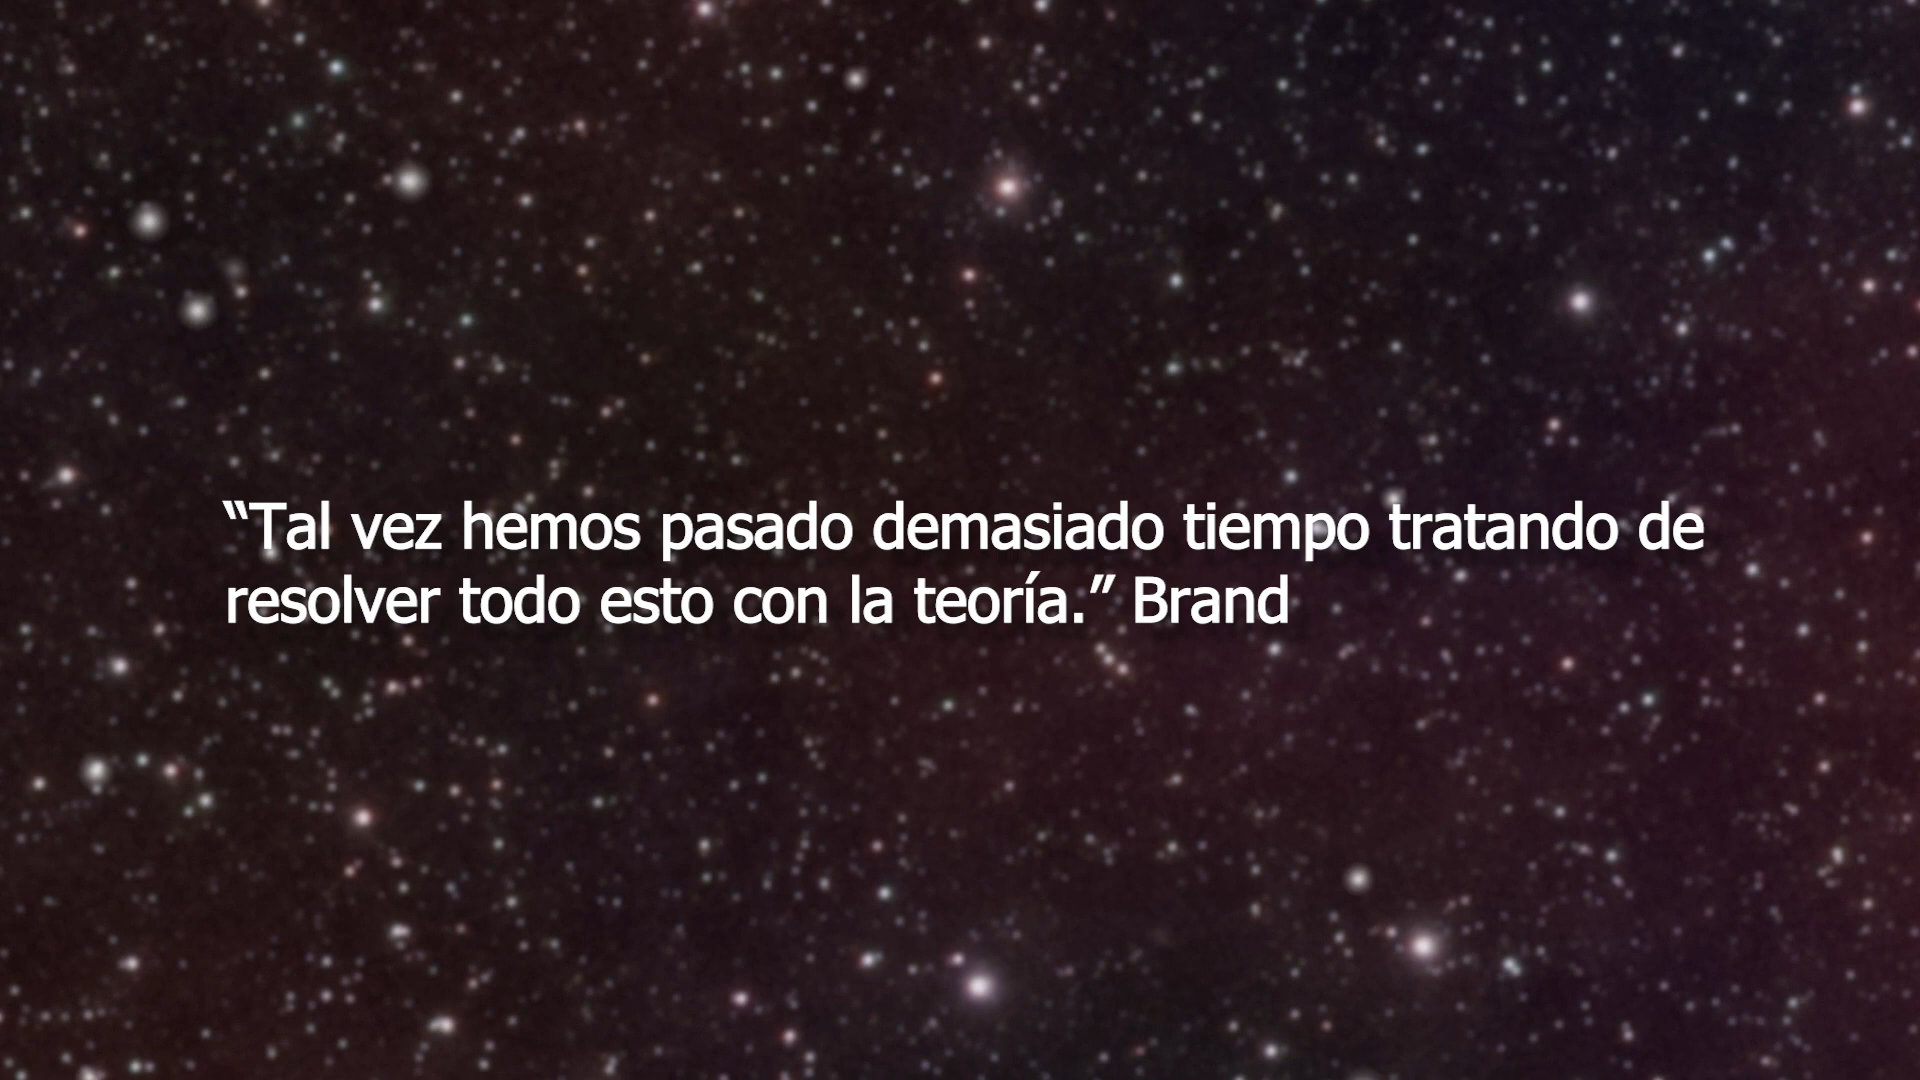 “Tal vez hemos pasado demasiado tiempo tratando de
resolver todo esto con la teoría.” Brand